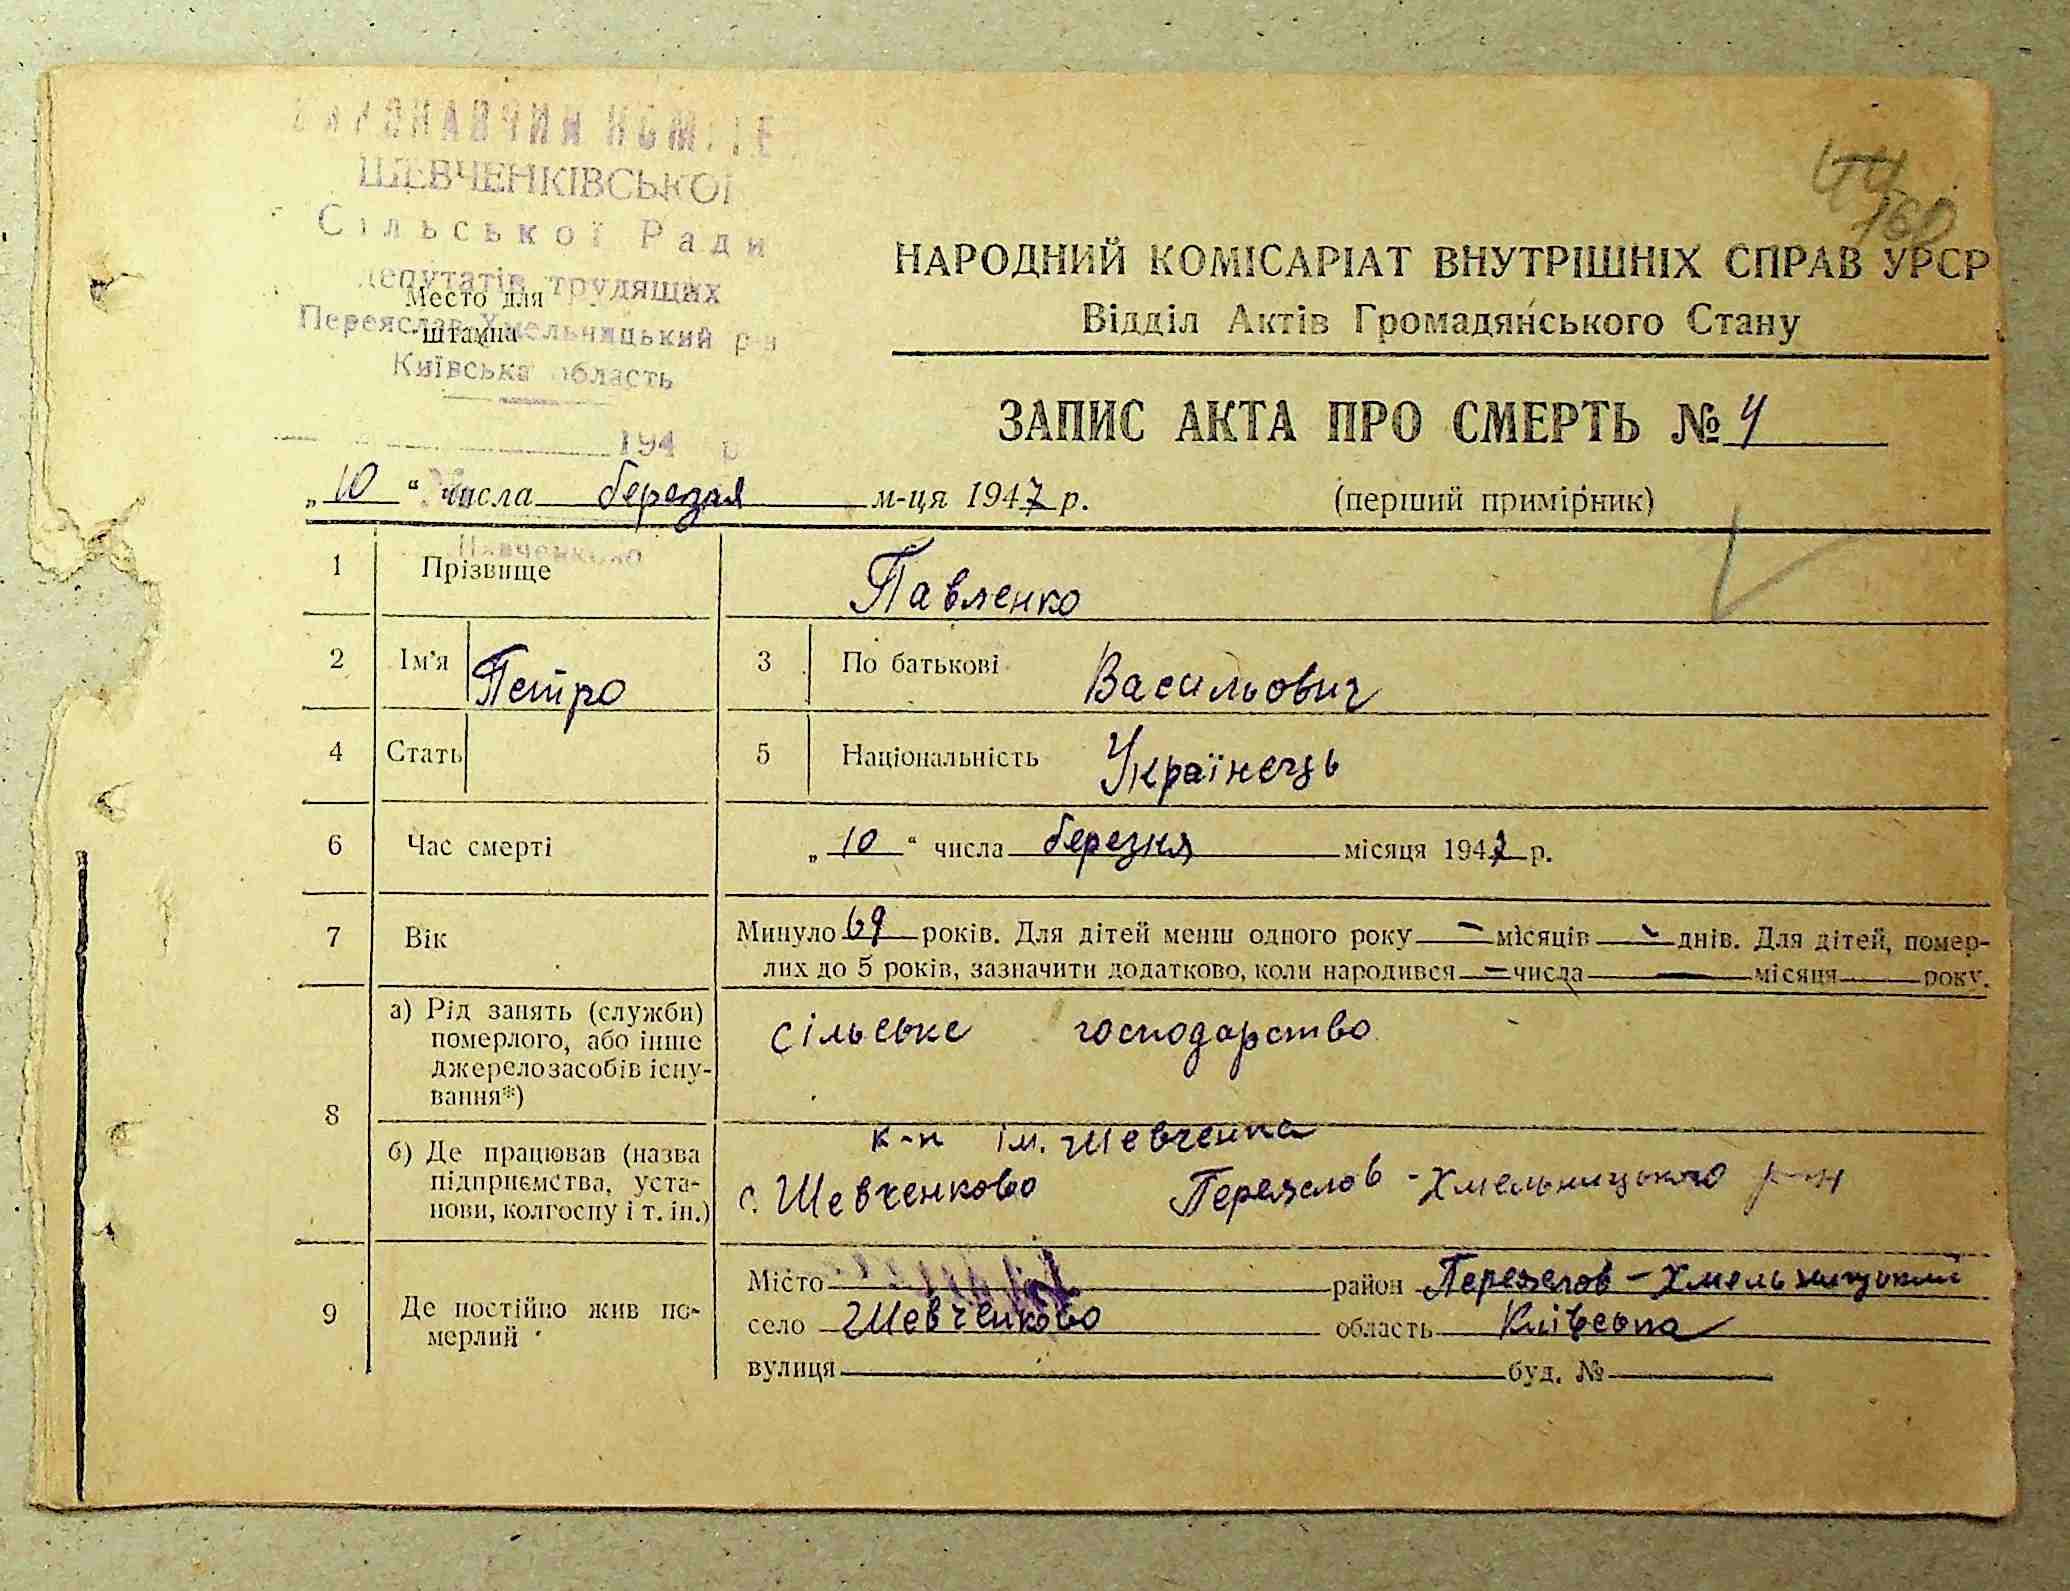 ШЕВЧЕНКІВСЬКОЇ
Сільської Ради
депутатів трудящих
Место для
штампа
Переяслав-Хмельницький р-н
Київська область
194 р
НАРОДНИЙ КОМІСАРІАТ ВНУТРІШНІХ СПРАВ УРСР
Відділ Актів Громадянського Стану
160
ЗАПИС АКТА ПРО СМЕРТЬ № 4
„ 10 “ числа березня м-ця 1947 р.
(перший примірник)
1 Прізвище Павленко
2 Ім’я Петро 3 По батькові Васильович
4 Стать 5 Національність Українець
6 Час смерті „ 10 “ числа березня місяця 1947 р.
7 Вік Минуло 69 років. Для дітей менш одного року — місяців — днів. Для дітей, помер-
лих до 5 років, зазначити додатково, коли народився — числа — місяця року.
8 а) Рід занять (служби)
померлого, або інше
джерело засобів існу-
вання*)
сільське господарство
б) Де працював (назва
підприємства, уста-
нови, колгоспу і т. ін.)
к-п ім. Шевченка
с. Шевченково Переяслов-Хмельницького р-н
9 Де постійно жив по-
мерлий
Місто район Переяслов-Хмельницький
село Шевченково область Київська
вулиця буд. №